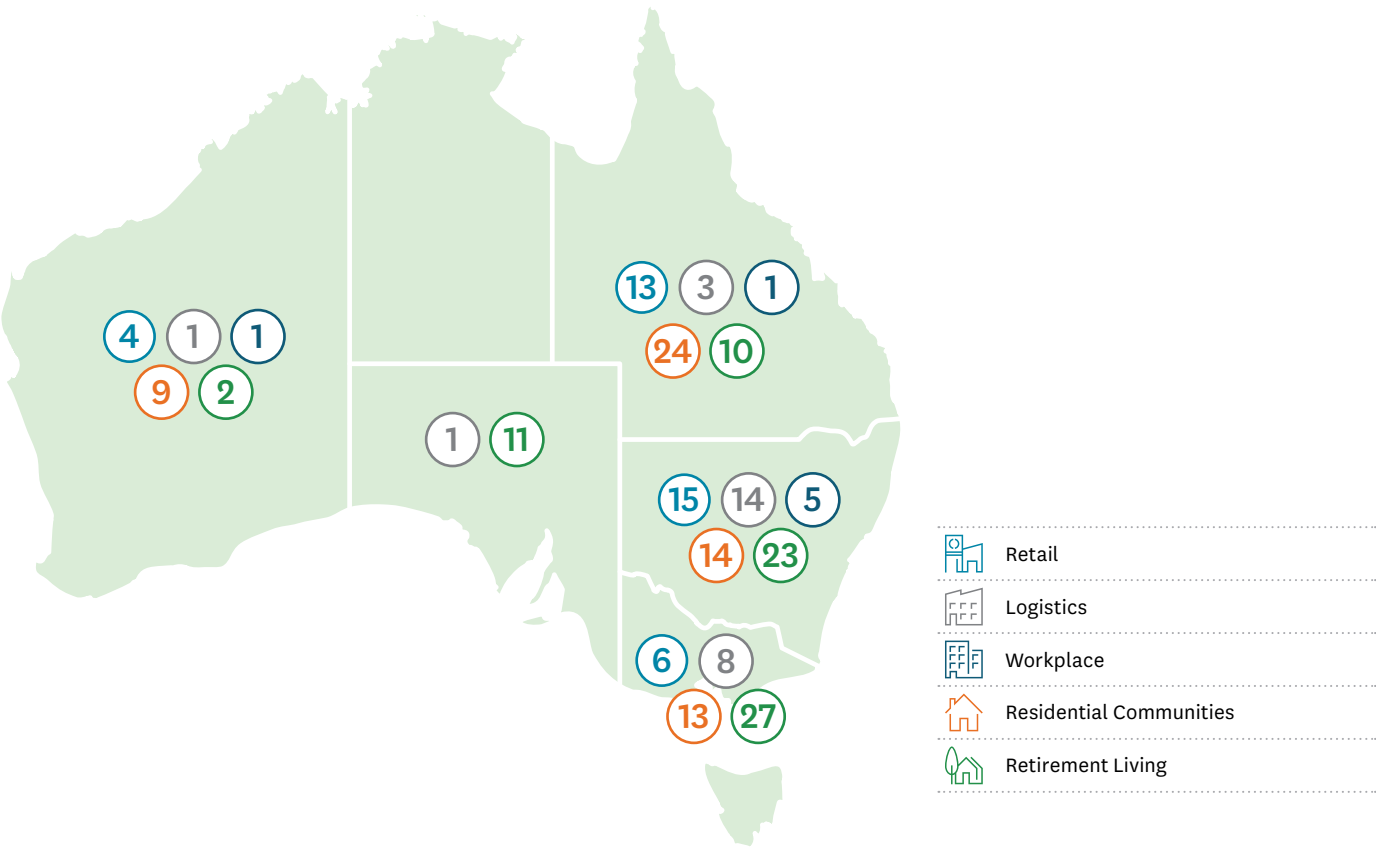 13 3 1
24 10
4 1 1
9 2
1 11
15 14 5
14 23
6 8
13 27
Retail
Logistics
Workplace
Residential Communities
Retirement Living